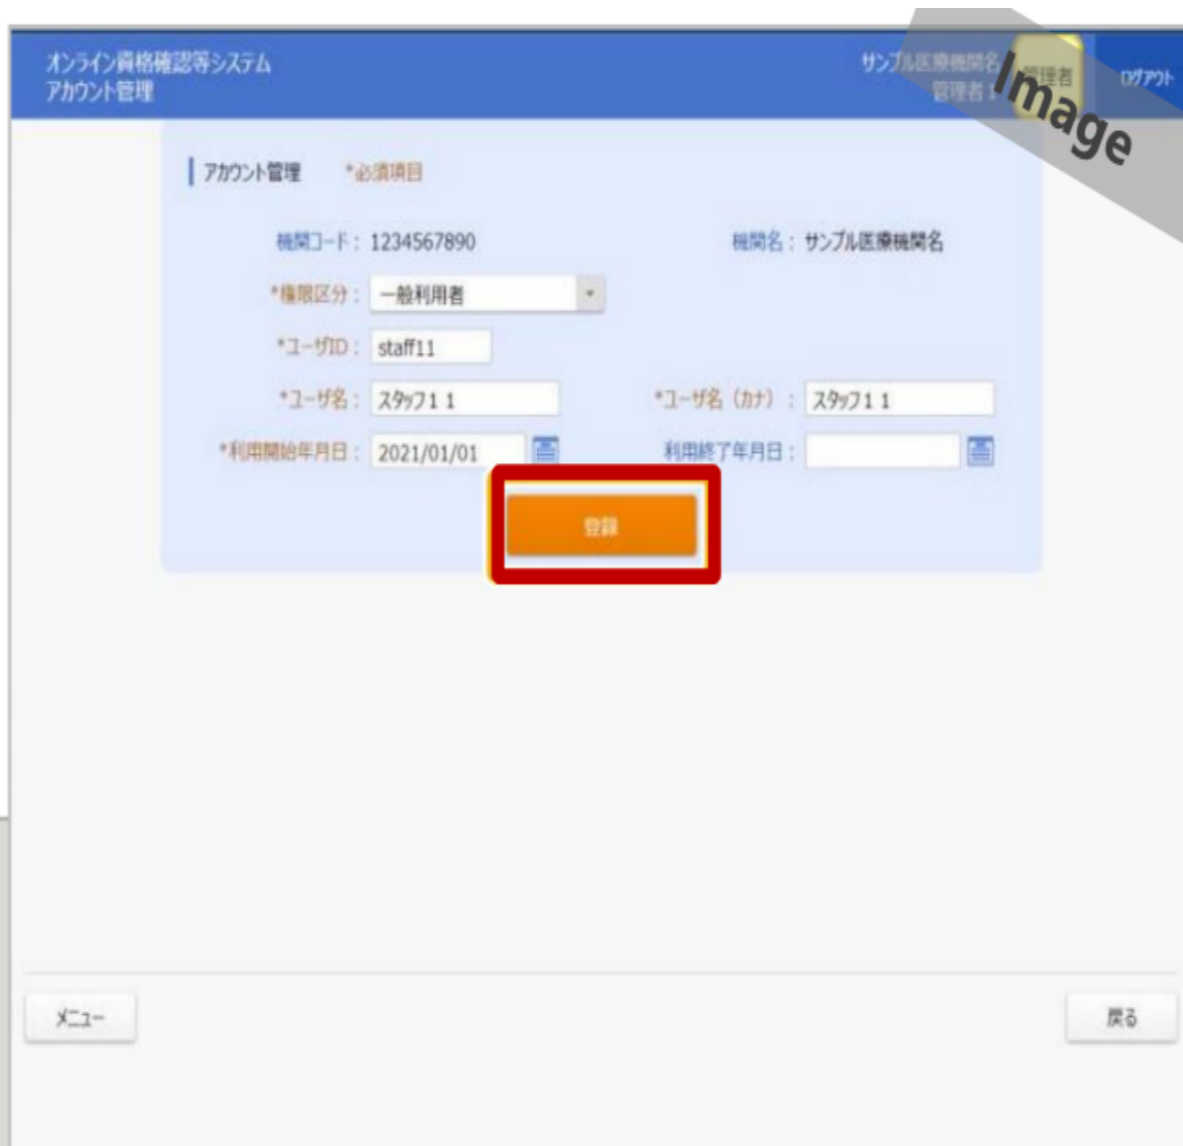 オンライン資格確認等システム
アカウント管理
サンプル医療機関名
管理者1
管理者
ログアウト
Image
アカウント管理 *必須項目
機関コード: 1234567890 機関名: サンプル医療機関名
*権限区分: 一般利用者
*ユーザID: staff11
*ユーザ名: スタッフ11 *ユーザ名(カナ): スタッフ11
*利用開始年月日: 2021/01/01 利用終了年月日:
登録
メニュー 戻る